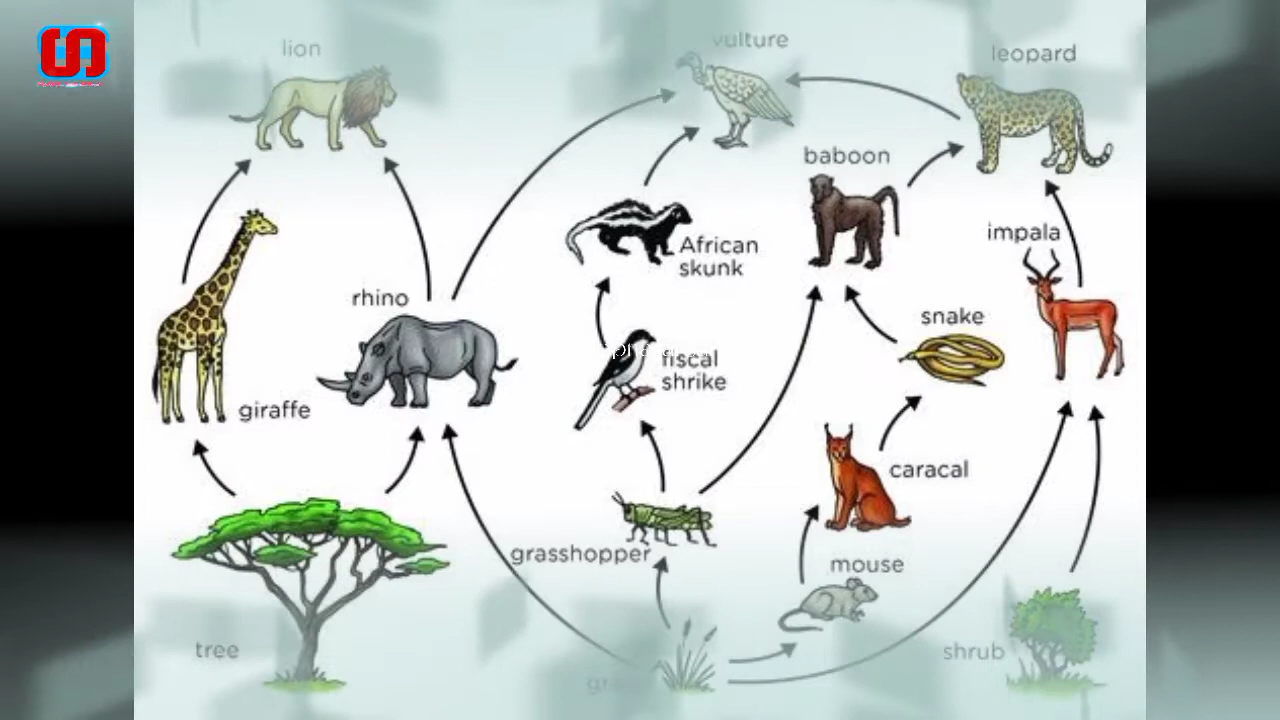 lion
vulture
leopard
baboon
African
skunk
impala
rhino
snake
fiscal
shrike
giraffe
caracal
grasshopper
mouse
tree
shrub